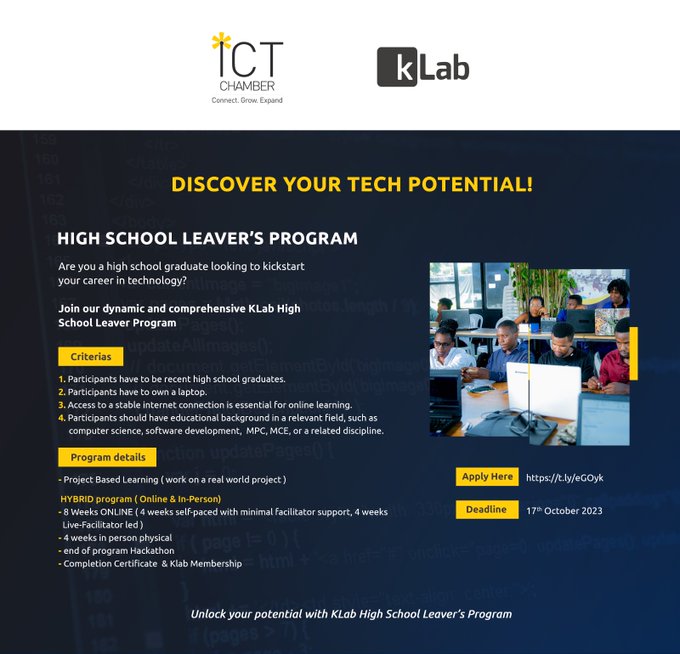 ICT
CHAMBER
Connect. Grow. Expand
kLab
DISCOVER YOUR TECH POTENTIAL!
HIGH SCHOOL LEAVER'S PROGRAM
Are you a high school graduate looking to kickstart
your career in technology?
Join our dynamic and comprehensive KLab High
School Leaver Program
Criterias
1. Participants have to be recent high school graduates.
2. Participants have to own a laptop.
3. Access to a stable internet connection is essential for online learning.
4. Participants should have educational background in a relevant field, such as
computer science, software development, MPC, MCE, or a related discipline.
Program details
- Project Based Learning ( work on a real world project )
HYBRID program ( Online & In-Person)
- 8 Weeks ONLINE ( 4 weeks self-paced with minimal facilitator support, 4 weeks
Live-Facilitator led )
- 4 weeks in person physical
- end of program Hackathon
- Completion Certificate & Klab Membership
Apply Here https://t.ly/eGOyk
Deadline 17th October 2023
Unlock your potential with KLab High School Leaver's Program